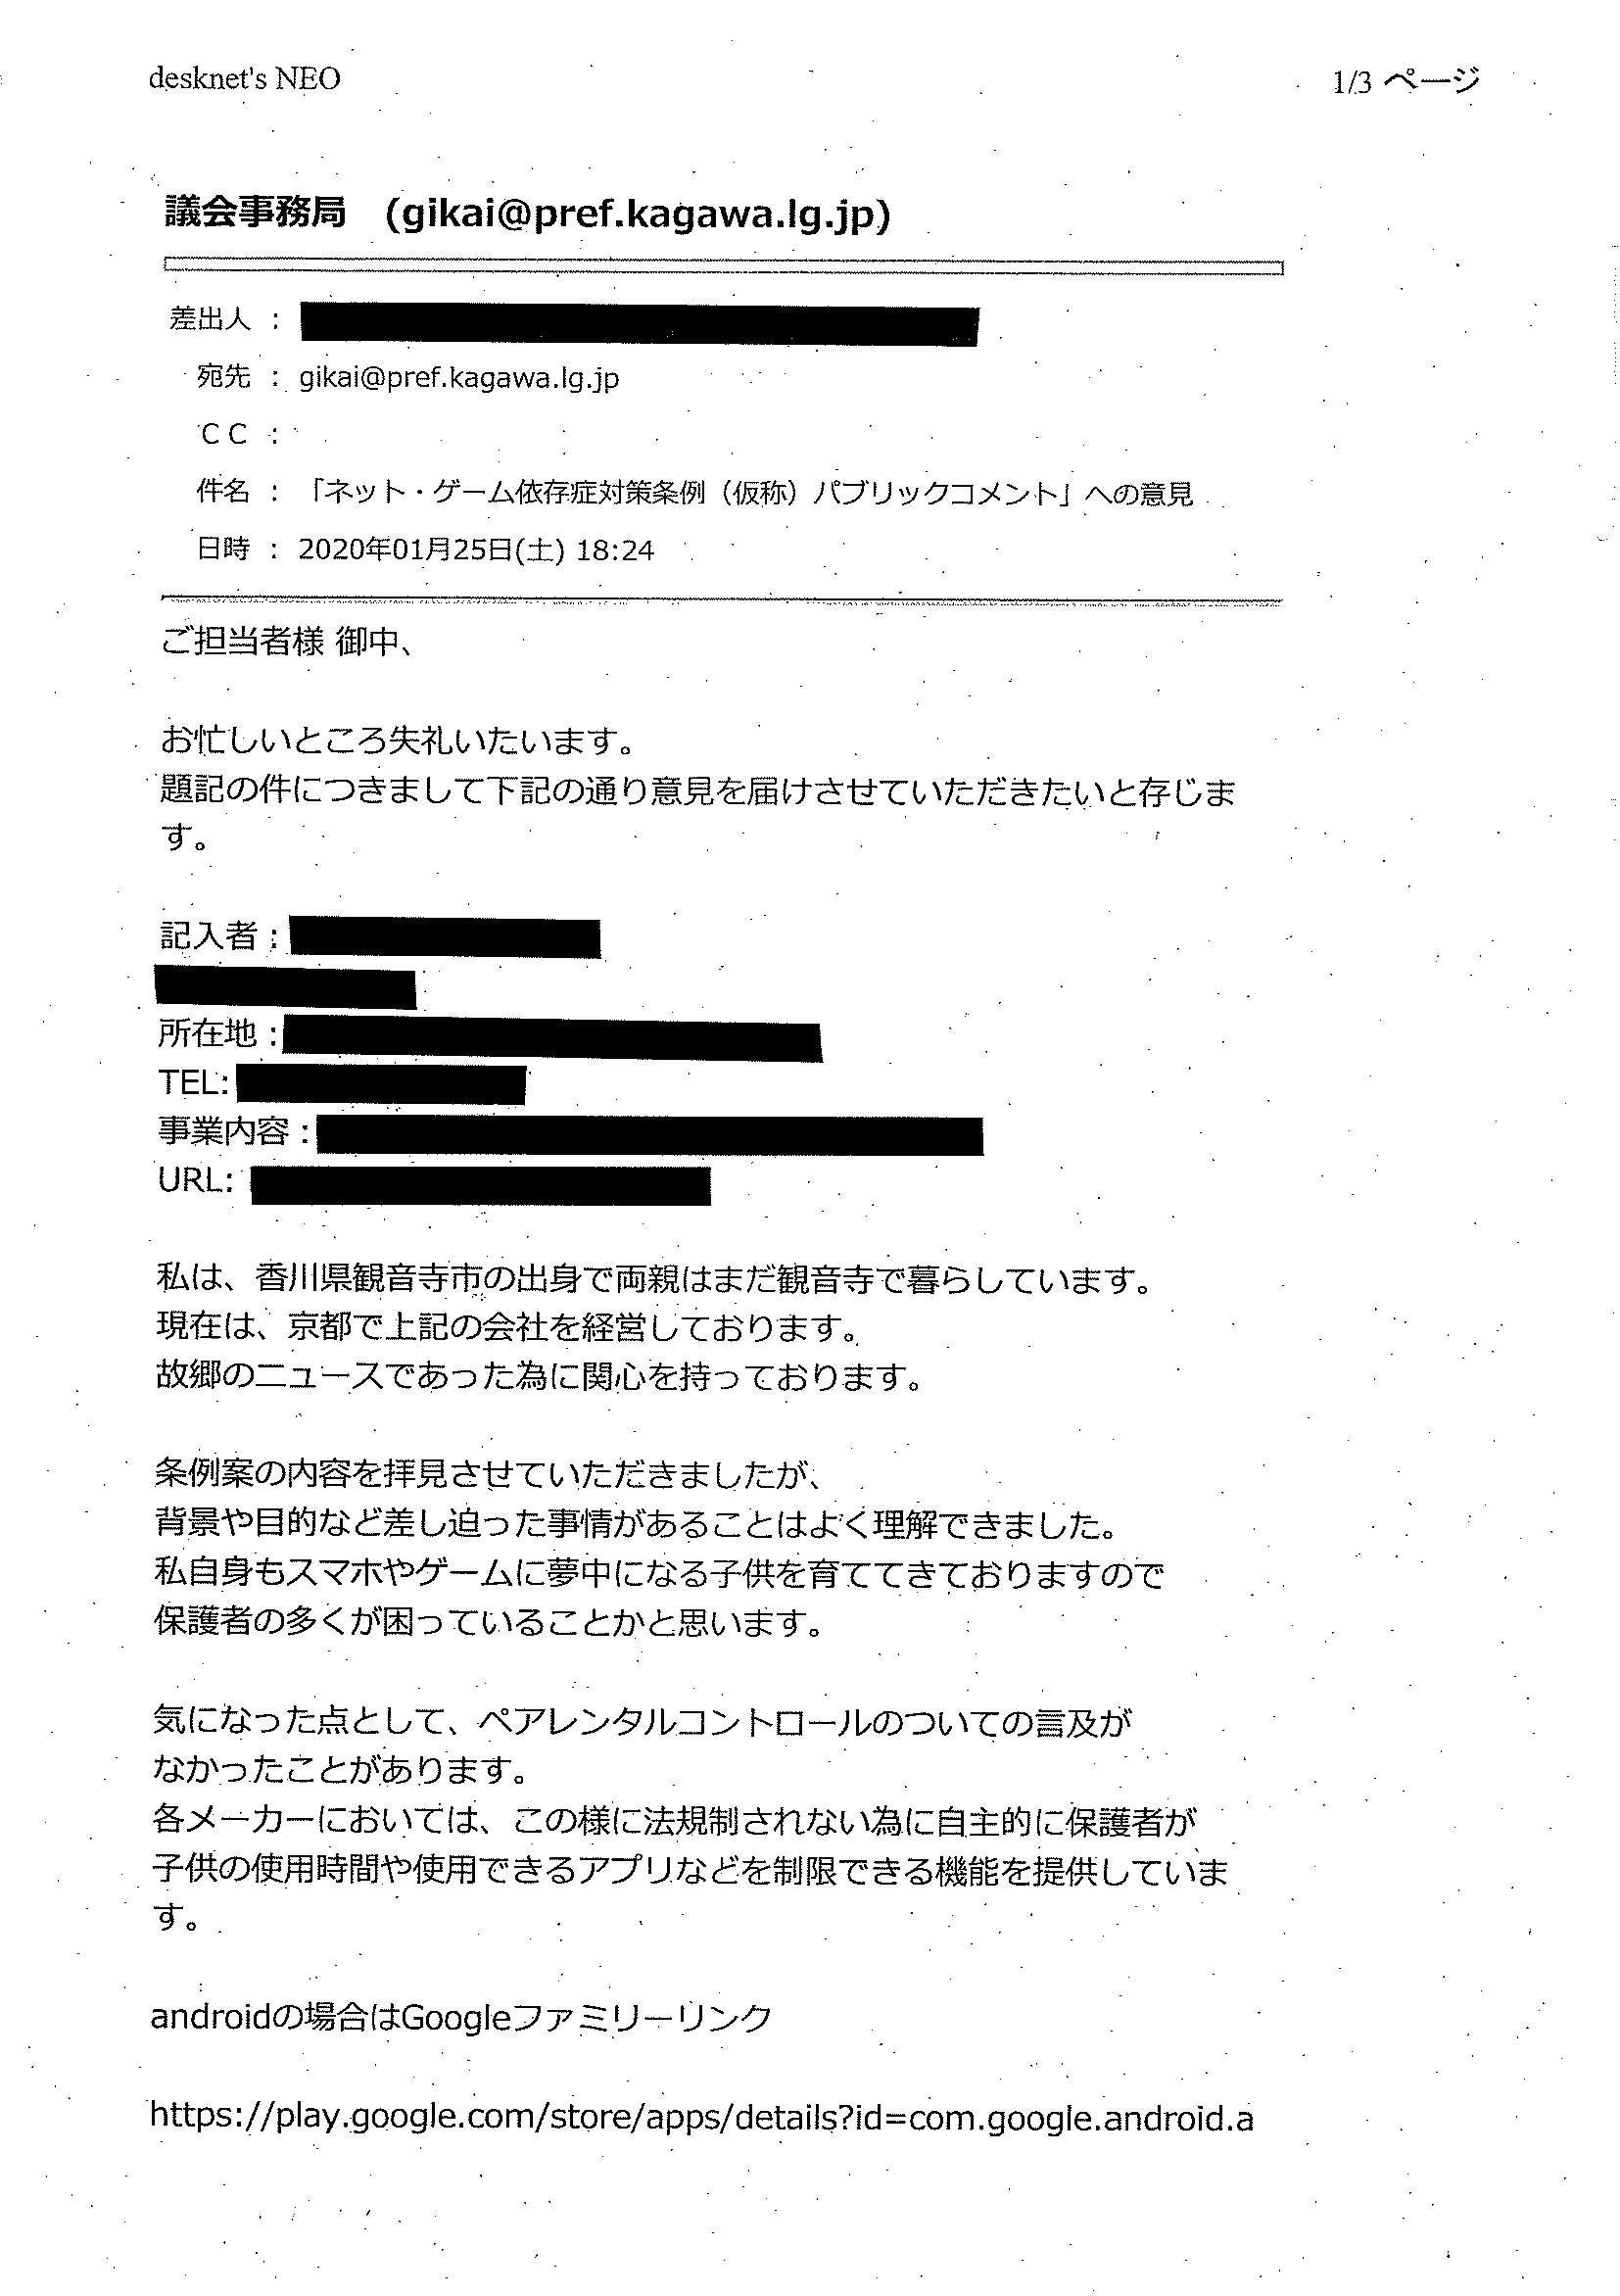 desknet's NEO
1/3 ページ
議会事務局 (gikai@pref.kagawa.lg.jp)
差出人 :
宛先 : gikai@pref.kagawa.lg.jp
CC :
件名 : 「ネット・ゲーム依存症対策条例（仮称）パブリックコメント」への意見
日時 : 2020年01月25日(土) 18:24
ご担当者様 御中、
お忙しいところ失礼いたいます。
題記の件につきまして下記の通り意見を届けさせていただきたいと存じま
す。
記入者 :
所在地 :
TEL:
事業内容 :
URL:
私は、香川県観音寺市の出身で両親はまだ観音寺で暮らしています。
現在は、京都で上記の会社を経営しております。
故郷のニュースであった為に関心を持っております。
条例案の内容を拝見させていただきましたが、
背景や目的など差し迫った事情があることはよく理解できました。
私自身もスマホやゲームに夢中になる子供を育ててきておりますので
保護者の多くが困っていることかと思います。
気になった点として、ペアレンタルコントロールのついての言及が
なかったことがあります。
各メーカーにおいては、この様に法規制されない為に自主的に保護者が
子供の使用時間や使用できるアプリなどを制限できる機能を提供していま
す。
androidの場合はGoogleファミリーリンク
https://play.google.com/store/apps/details?id=com.google.android.a